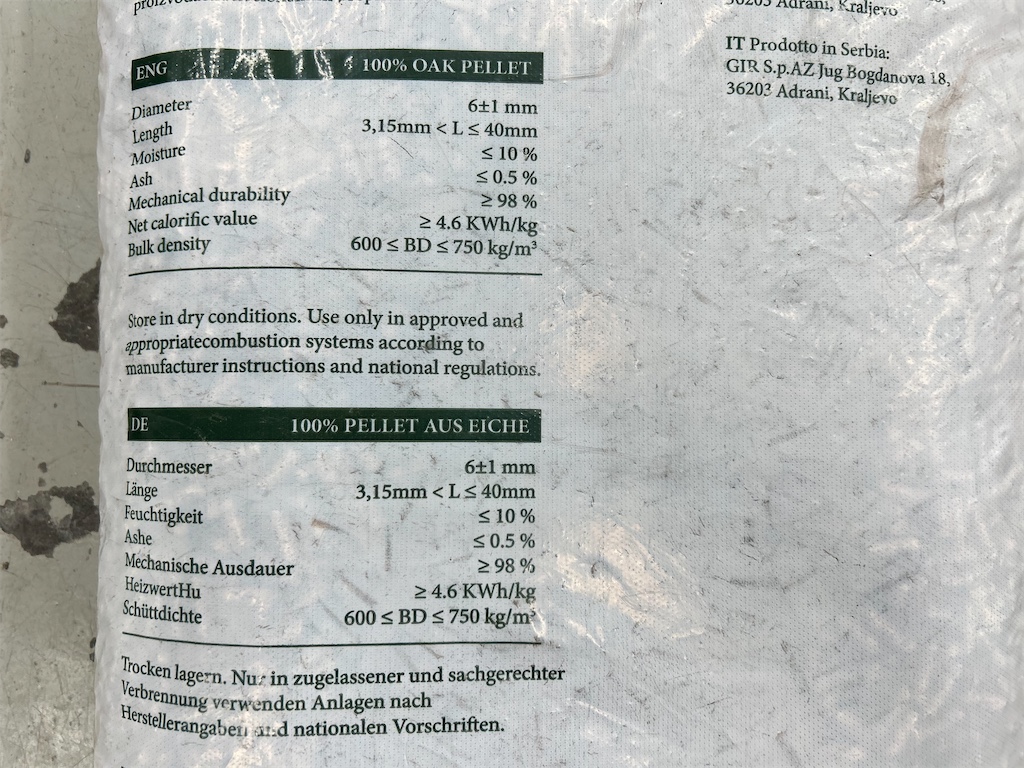 ENG 100% OAK PELLET
Diameter 6±1 mm
Length 3,15mm < L ≤ 40mm
Moisture ≤ 10 %
Ash ≤ 0.5 %
Mechanical durability ≥ 98 %
Net calorific value ≥ 4.6 KWh/kg
Bulk density 600 ≤ BD ≤ 750 kg/m³
Store in dry conditions. Use only in approved and
appropriatecombustion systems according to
manufacturer instructions and national regulations.
DE 100% PELLET AUS EICHE
Durchmesser 6±1 mm
Länge 3,15mm < L ≤ 40mm
Feuchtigkeit ≤ 10 %
Ashe ≤ 0.5 %
Mechanische Ausdauer ≥ 98 %
HeizwertHu ≥ 4.6 KWh/kg
Schüttdichte 600 ≤ BD ≤ 750 kg/m³
Trocken lagern. Nur in zugelassener und sachgerechter
Verbrennung verwenden Anlagen nach
Herstellerangaben und nationalen Vorschriften.
36203 Adrani, Kraljevo
IT Prodotto in Serbia:
GIR S.p.AZ Jug Bogdanova 18,
36203 Adrani, Kraljevo